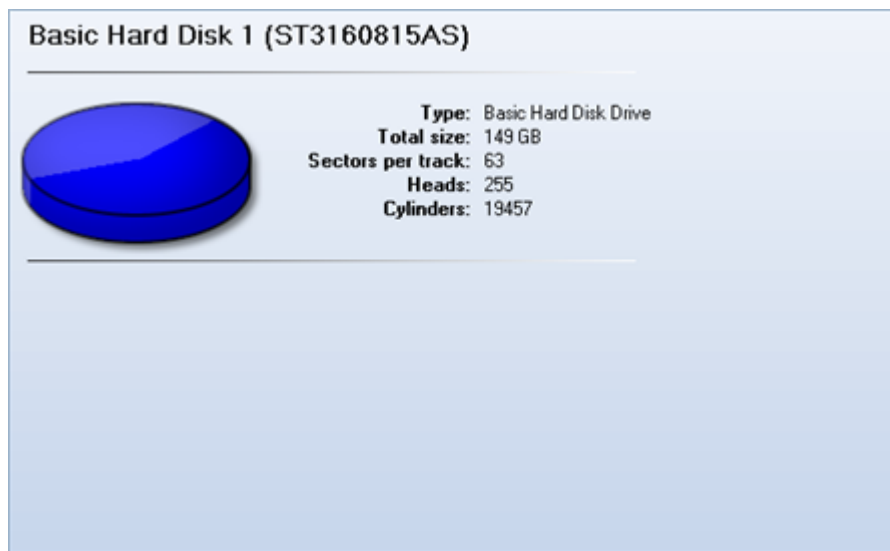 Basic Hard Disk 1 (ST3160815AS)
Type: Basic Hard Disk Drive
Total size: 149 GB
Sectors per track: 63
Heads: 255
Cylinders: 19457